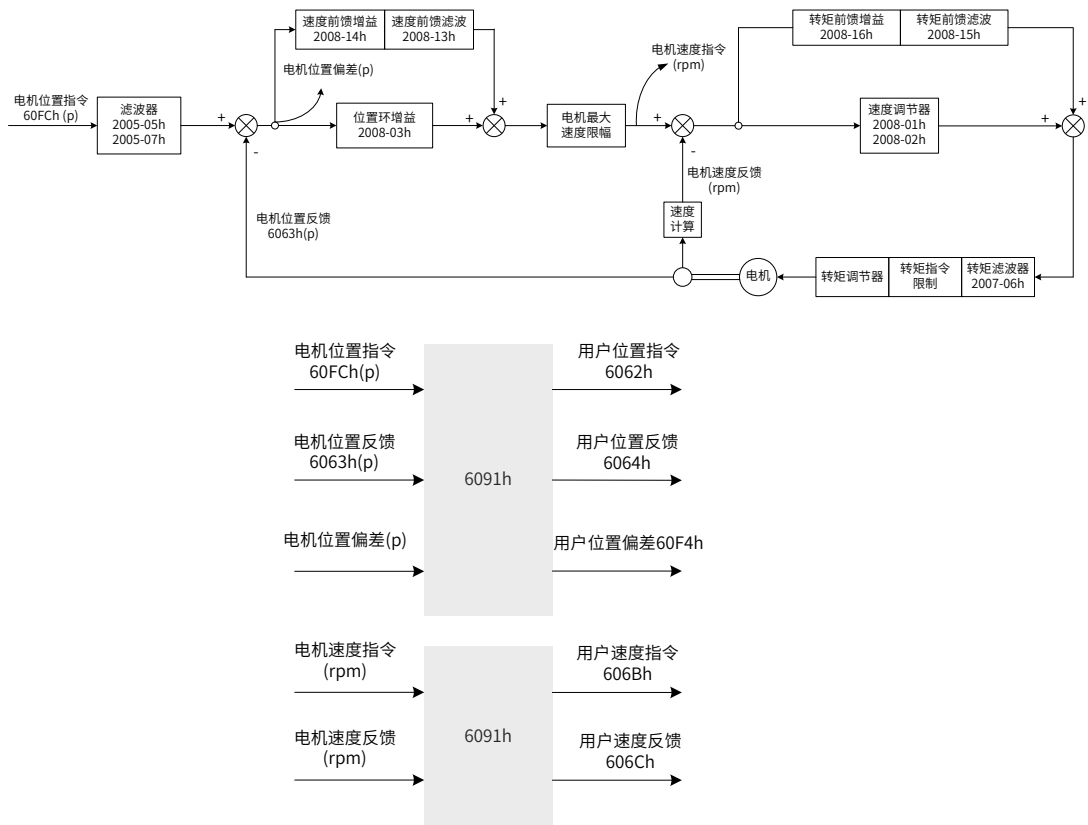 速度前馈增益
2008-14h
速度前馈滤波
2008-13h
转矩前馈增益
2008-16h
转矩前馈滤波
2008-15h
电机位置偏差(p)
电机速度指令
(rpm)
电机位置指令
60FCh (p)
滤波器
2005-05h
2005-07h
+
-
位置环增益
2008-03h
+
+
电机最大
速度限幅
+
-
速度调节器
2008-01h
2008-02h
+
+
电机速度反馈
(rpm)
速度
计算
电机位置反馈
6063h(p)
电机
转矩调节器
转矩指令
限制
转矩滤波器
2007-06h
电机位置指令
60FCh(p)
用户位置指令
6062h
电机位置反馈
6063h(p)
6091h
用户位置反馈
6064h
电机位置偏差(p)
用户位置偏差60F4h
电机速度指令
(rpm)
用户速度指令
606Bh
6091h
电机速度反馈
(rpm)
用户速度反馈
606Ch